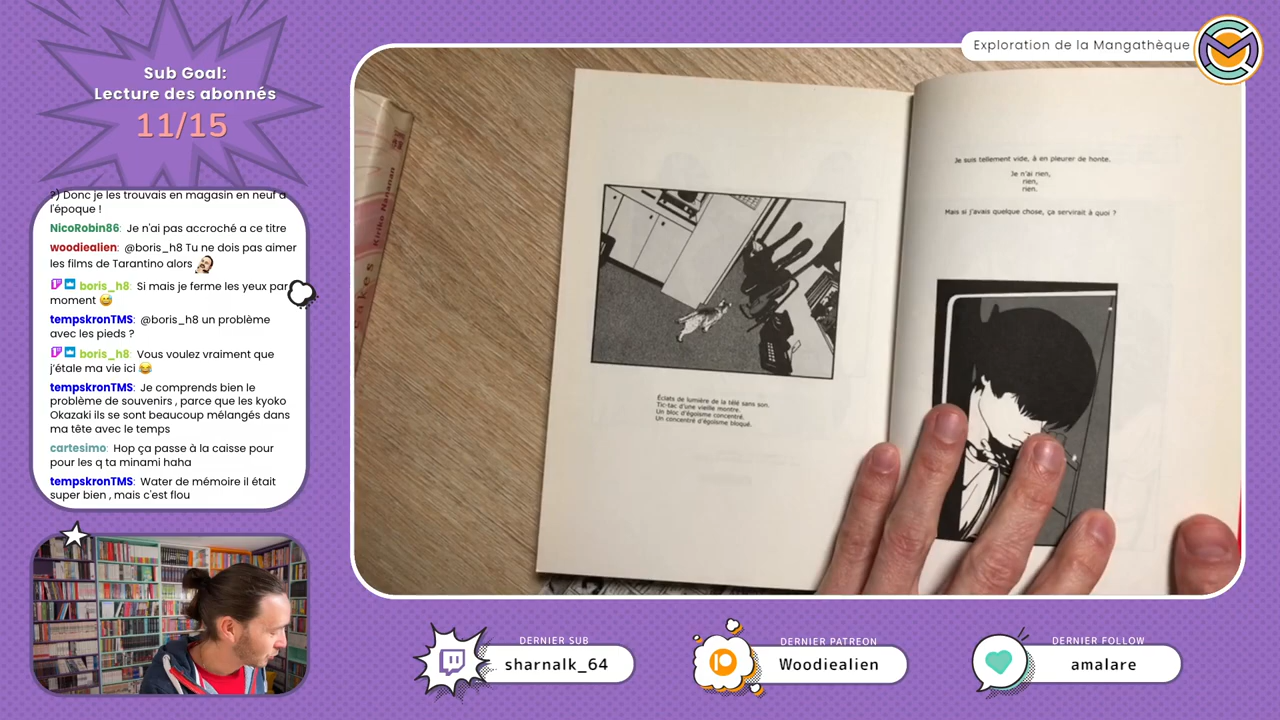 Sub Goal:
Lecture des abonnés
11/15
?) Donc je les trouvais en magasin en neuf à
l'époque !
NicoRobin86: Je n'ai pas accroché a ce titre
woodiealien: @boris_h8 Tu ne dois pas aimer
les films de Tarantino alors
boris_h8: Si mais je ferme les yeux par
moment
tempskronTMS: @boris_h8 un problème
avec les pieds ?
boris_h8: Vous voulez vraiment que
j'étale ma vie ici
tempskronTMS: Je comprends bien le
problème de souvenirs , parce que les kyoko
Okazaki ils se sont beaucoup mélangés dans
ma tête avec le temps
cartesimo: Hop ça passe à la caisse pour
pour les q ta minami haha
tempskronTMS: Water de mémoire il était
super bien , mais c'est flou
Exploration de la Mangathèque
Kiriko Nananan
Éclats de lumière de la télé sans son.
Tic-tac d'une vieille montre.
Un bloc d'égoïsme concentré.
Un concentré d'égoïsme bloqué.
Je suis tellement vide, à en pleurer de honte.
Je n'ai rien,
rien,
rien.
Mais si j'avais quelque chose, ça servirait à quoi ?
DERNIER SUB
sharnalk_64
DERNIER PATREON
Woodiealien
DERNIER FOLLOW
amalare